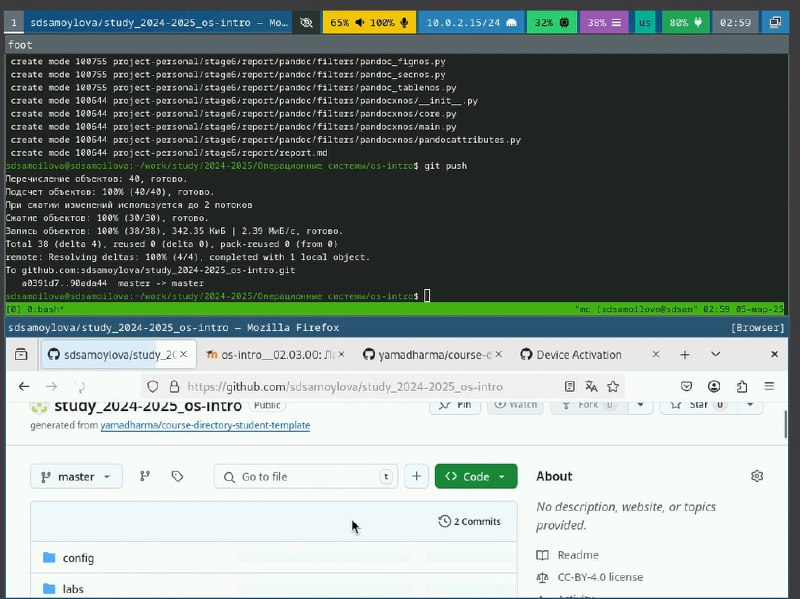 1 sdsamoylova/study_2024-2025_os-intro — Mo... 65% 100% 10.0.2.15/24 32% 38% us 80% 02:59
foot
create mode 100755 project-personal/stage6/report/pandoc/filters/pandoc_fignos.py
create mode 100755 project-personal/stage6/report/pandoc/filters/pandoc_secnos.py
create mode 100755 project-personal/stage6/report/pandoc/filters/pandoc_tablenos.py
create mode 100644 project-personal/stage6/report/pandoc/filters/pandocxnos/__init__.py
create mode 100644 project-personal/stage6/report/pandoc/filters/pandocxnos/core.py
create mode 100644 project-personal/stage6/report/pandoc/filters/pandocxnos/main.py
create mode 100644 project-personal/stage6/report/pandoc/filters/pandocxnos/pandocattributes.py
create mode 100644 project-personal/stage6/report/report.md
sdsamoilova@sdsamoilova:~/work/study/2024-2025/Операционные системы/os-intro$ git push
Перечисление объектов: 40, готово.
Подсчет объектов: 100% (40/40), готово.
При сжатии изменений используется до 2 потоков
Сжатие объектов: 100% (30/30), готово.
Запись объектов: 100% (38/38), 342.35 КиБ | 2.39 МиБ/с, готово.
Total 38 (delta 4), reused 0 (delta 0), pack-reused 0 (from 0)
remote: Resolving deltas: 100% (4/4), completed with 1 local object.
To github.com:sdsamoylova/study_2024-2025_os-intro.git
a0391d7..90ada44 master -> master
sdsamoilova@sdsamoilova:~/work/study/2024-2025/Операционные системы/os-intro$
[0] 0:bash* "mc [sdsamoilova@sdsam" 02:59 05-мар-25
sdsamoylova/study_2024-2025_os-intro — Mozilla Firefox [Browser]
sdsamoylova/study_20 os-intro__02.03.00: Л yamadharma/course-d Device Activation
https://github.com/sdsamoylova/study_2024-2025_os-intro
study_2024-2025_os-intro Public Pin Watch Fork 0 Star 0
generated from yamadharma/course-directory-student-template
master Go to file t + Code About
No description, website, or topics
provided.
2 Commits
Readme
config
CC-BY-4.0 license
labs
Activity